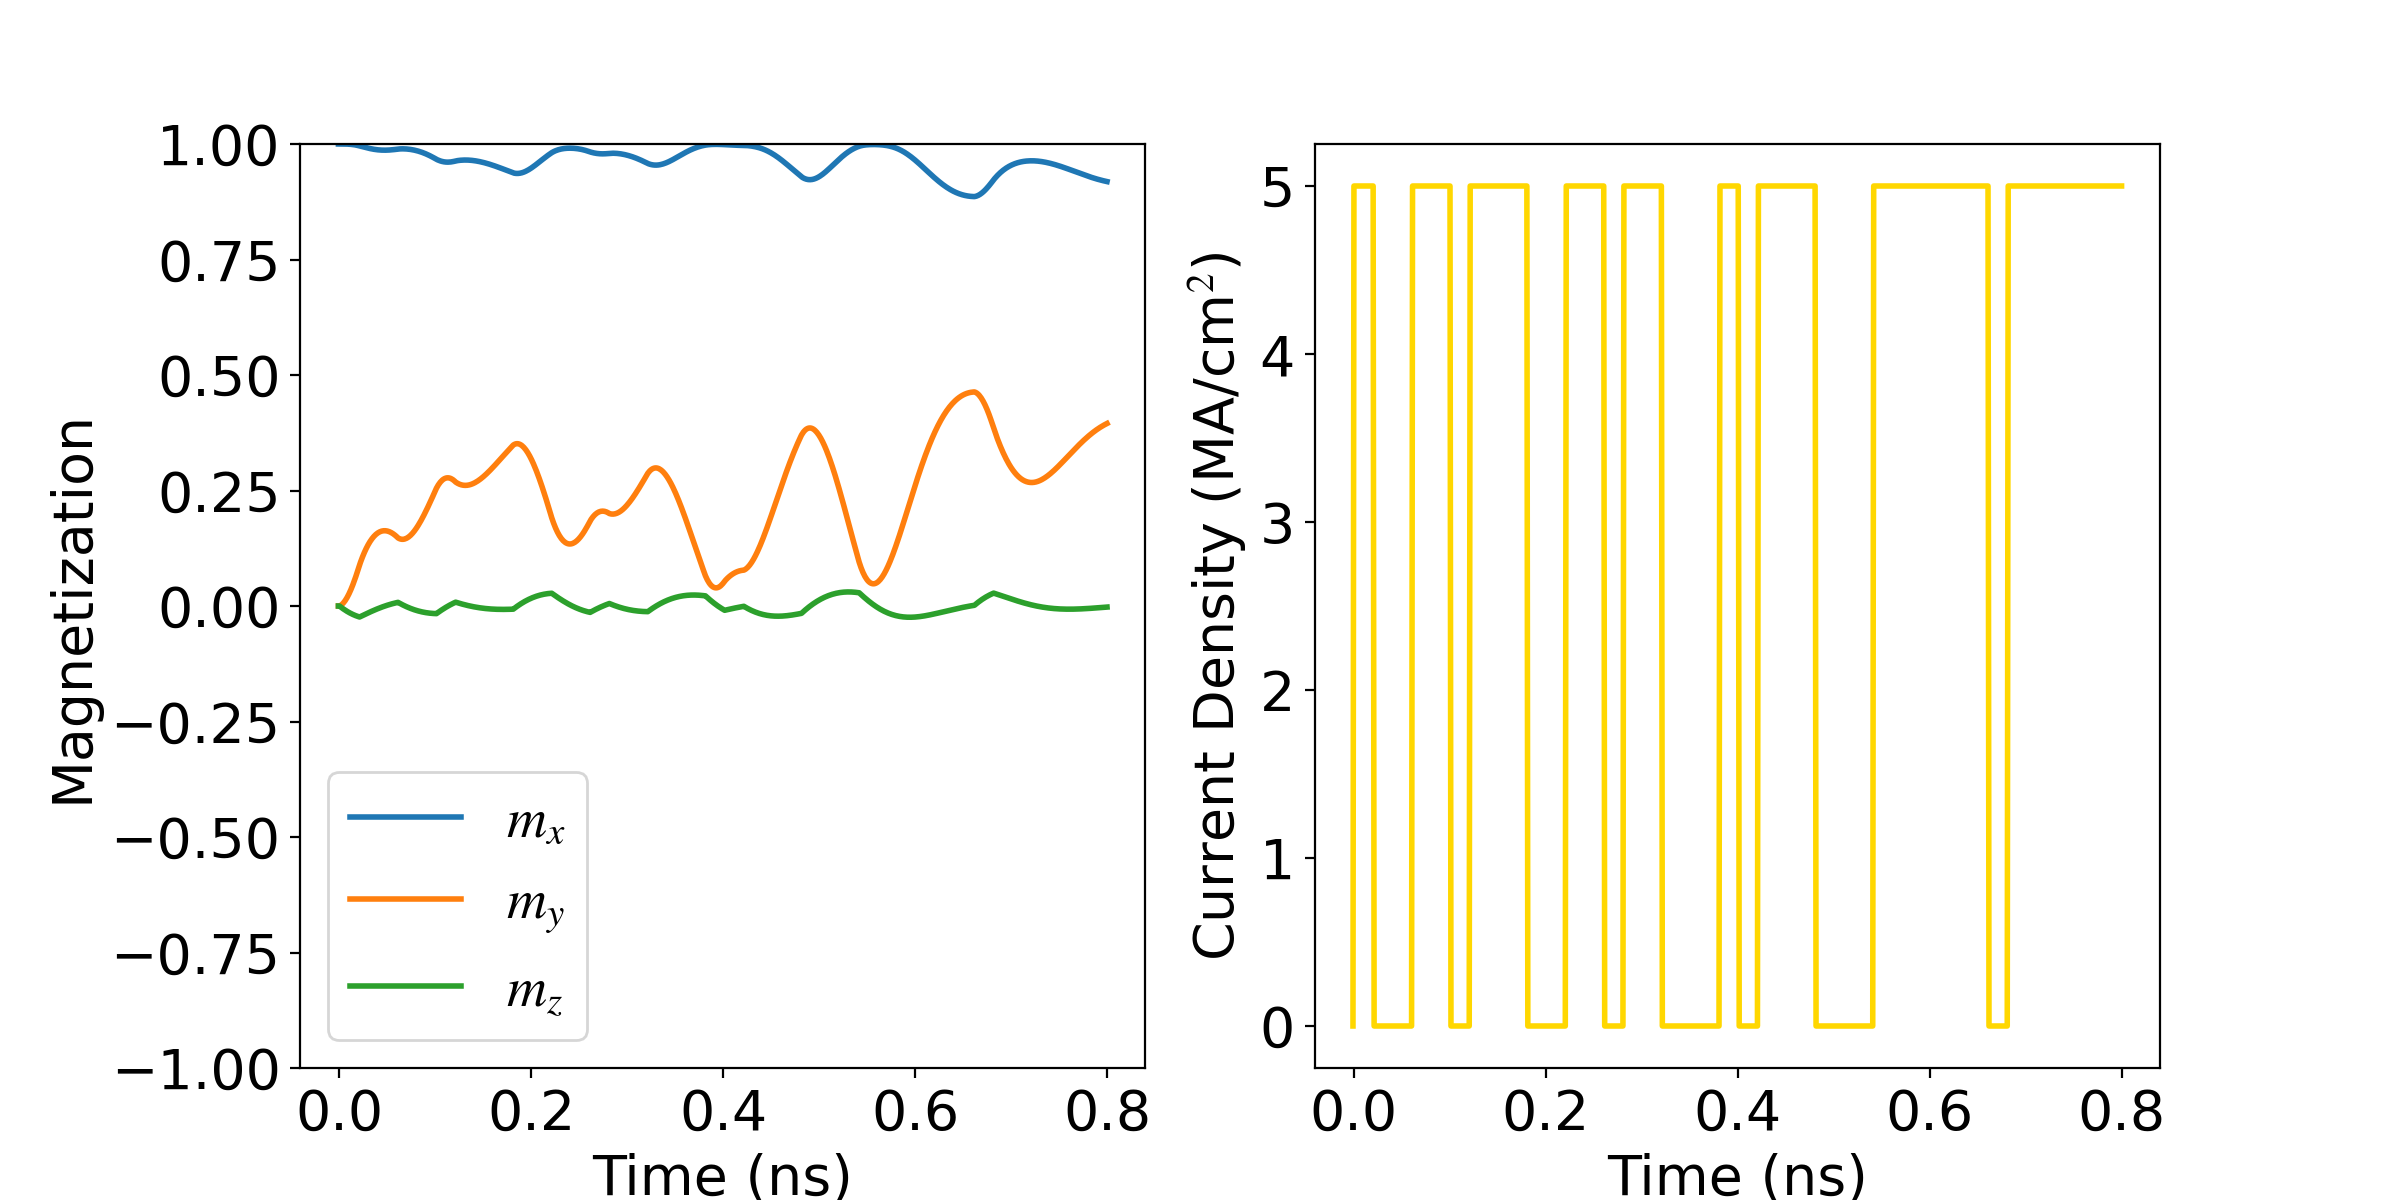 Magnetization
1.00
0.75
0.50
0.25
0.00
−0.25
−0.50
−0.75
−1.00
0.0 0.2 0.4 0.6 0.8
Time (ns)
m_x
m_y
m_z
Current Density (MA/cm²)
5
4
3
2
1
0
0.0 0.2 0.4 0.6 0.8
Time (ns)